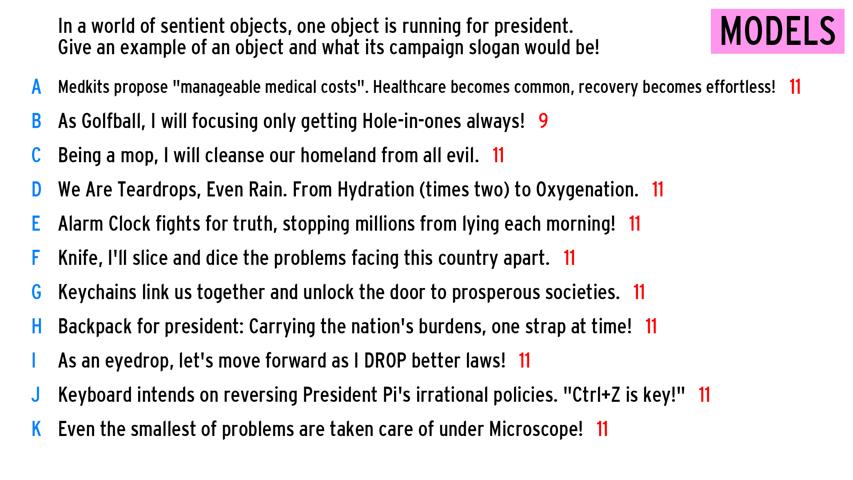 In a world of sentient objects, one object is running for president.
Give an example of an object and what its campaign slogan would be!
MODELS
A Medkits propose "manageable medical costs". Healthcare becomes common, recovery becomes effortless! 11
B As Golfball, I will focusing only getting Hole-in-ones always! 9
C Being a mop, I will cleanse our homeland from all evil. 11
D We Are Teardrops, Even Rain. From Hydration (times two) to Oxygenation. 11
E Alarm Clock fights for truth, stopping millions from lying each morning! 11
F Knife, I'll slice and dice the problems facing this country apart. 11
G Keychains link us together and unlock the door to prosperous societies. 11
H Backpack for president: Carrying the nation's burdens, one strap at time! 11
I As an eyedrop, let's move forward as I DROP better laws! 11
J Keyboard intends on reversing President Pi's irrational policies. "Ctrl+Z is key!" 11
K Even the smallest of problems are taken care of under Microscope! 11